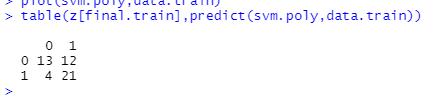 > plot(svm.poly,data.train)
> table(z[final.train],predict(svm.poly,data.train))
0 1
0 13 12
1 4 21
>